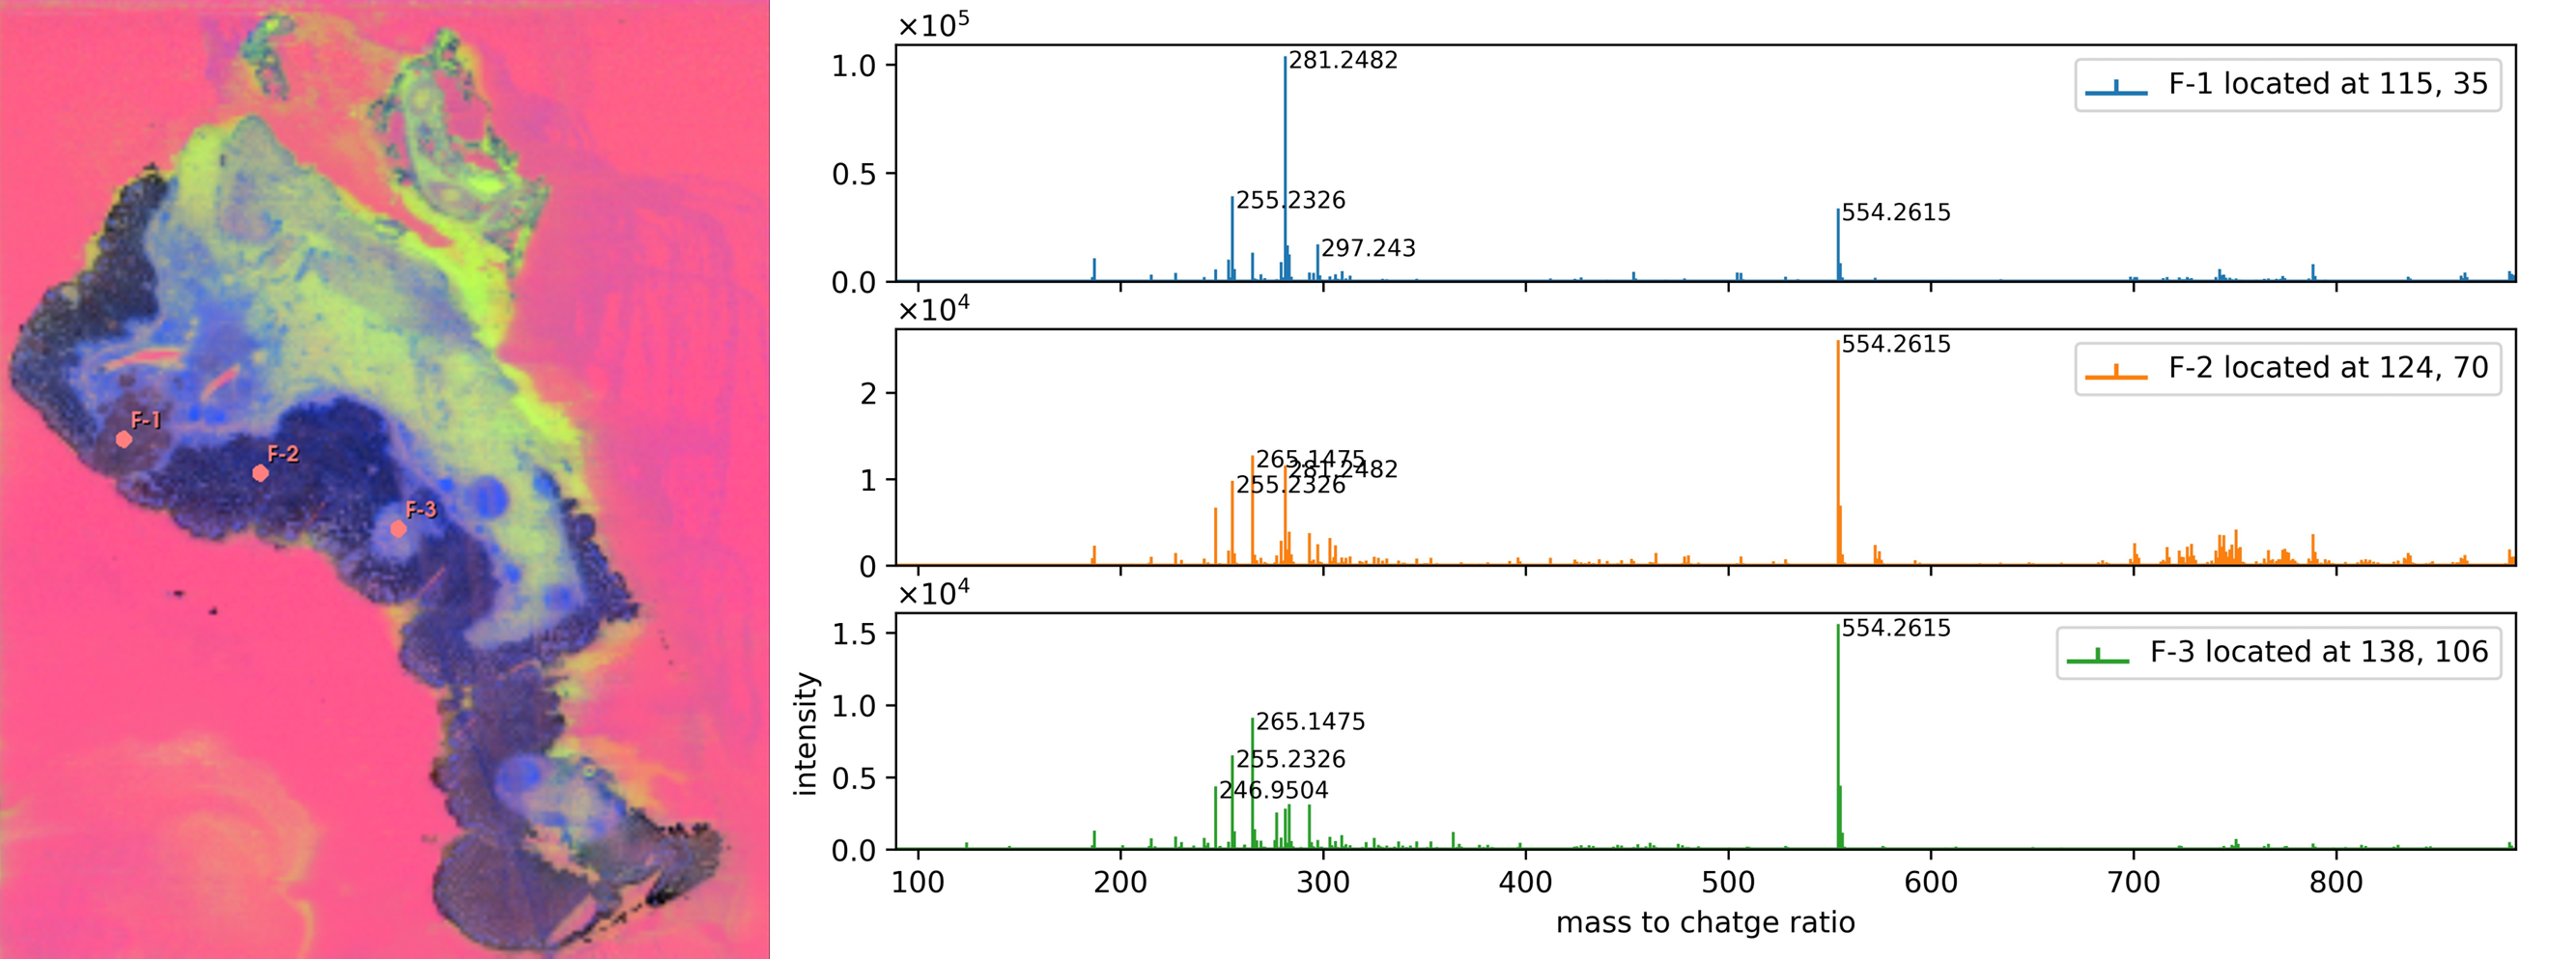 F-1
F-2
F-3
×10⁵
1.0
0.5
0.0
281.2482
255.2326
297.243
554.2615
F-1 located at 115, 35
×10⁴
2
1
0
554.2615
265.1475
281.2482
255.2326
F-2 located at 124, 70
×10⁴
1.5
1.0
0.5
0.0
554.2615
265.1475
255.2326
246.9504
F-3 located at 138, 106
intensity
100 200 300 400 500 600 700 800
mass to chatge ratio